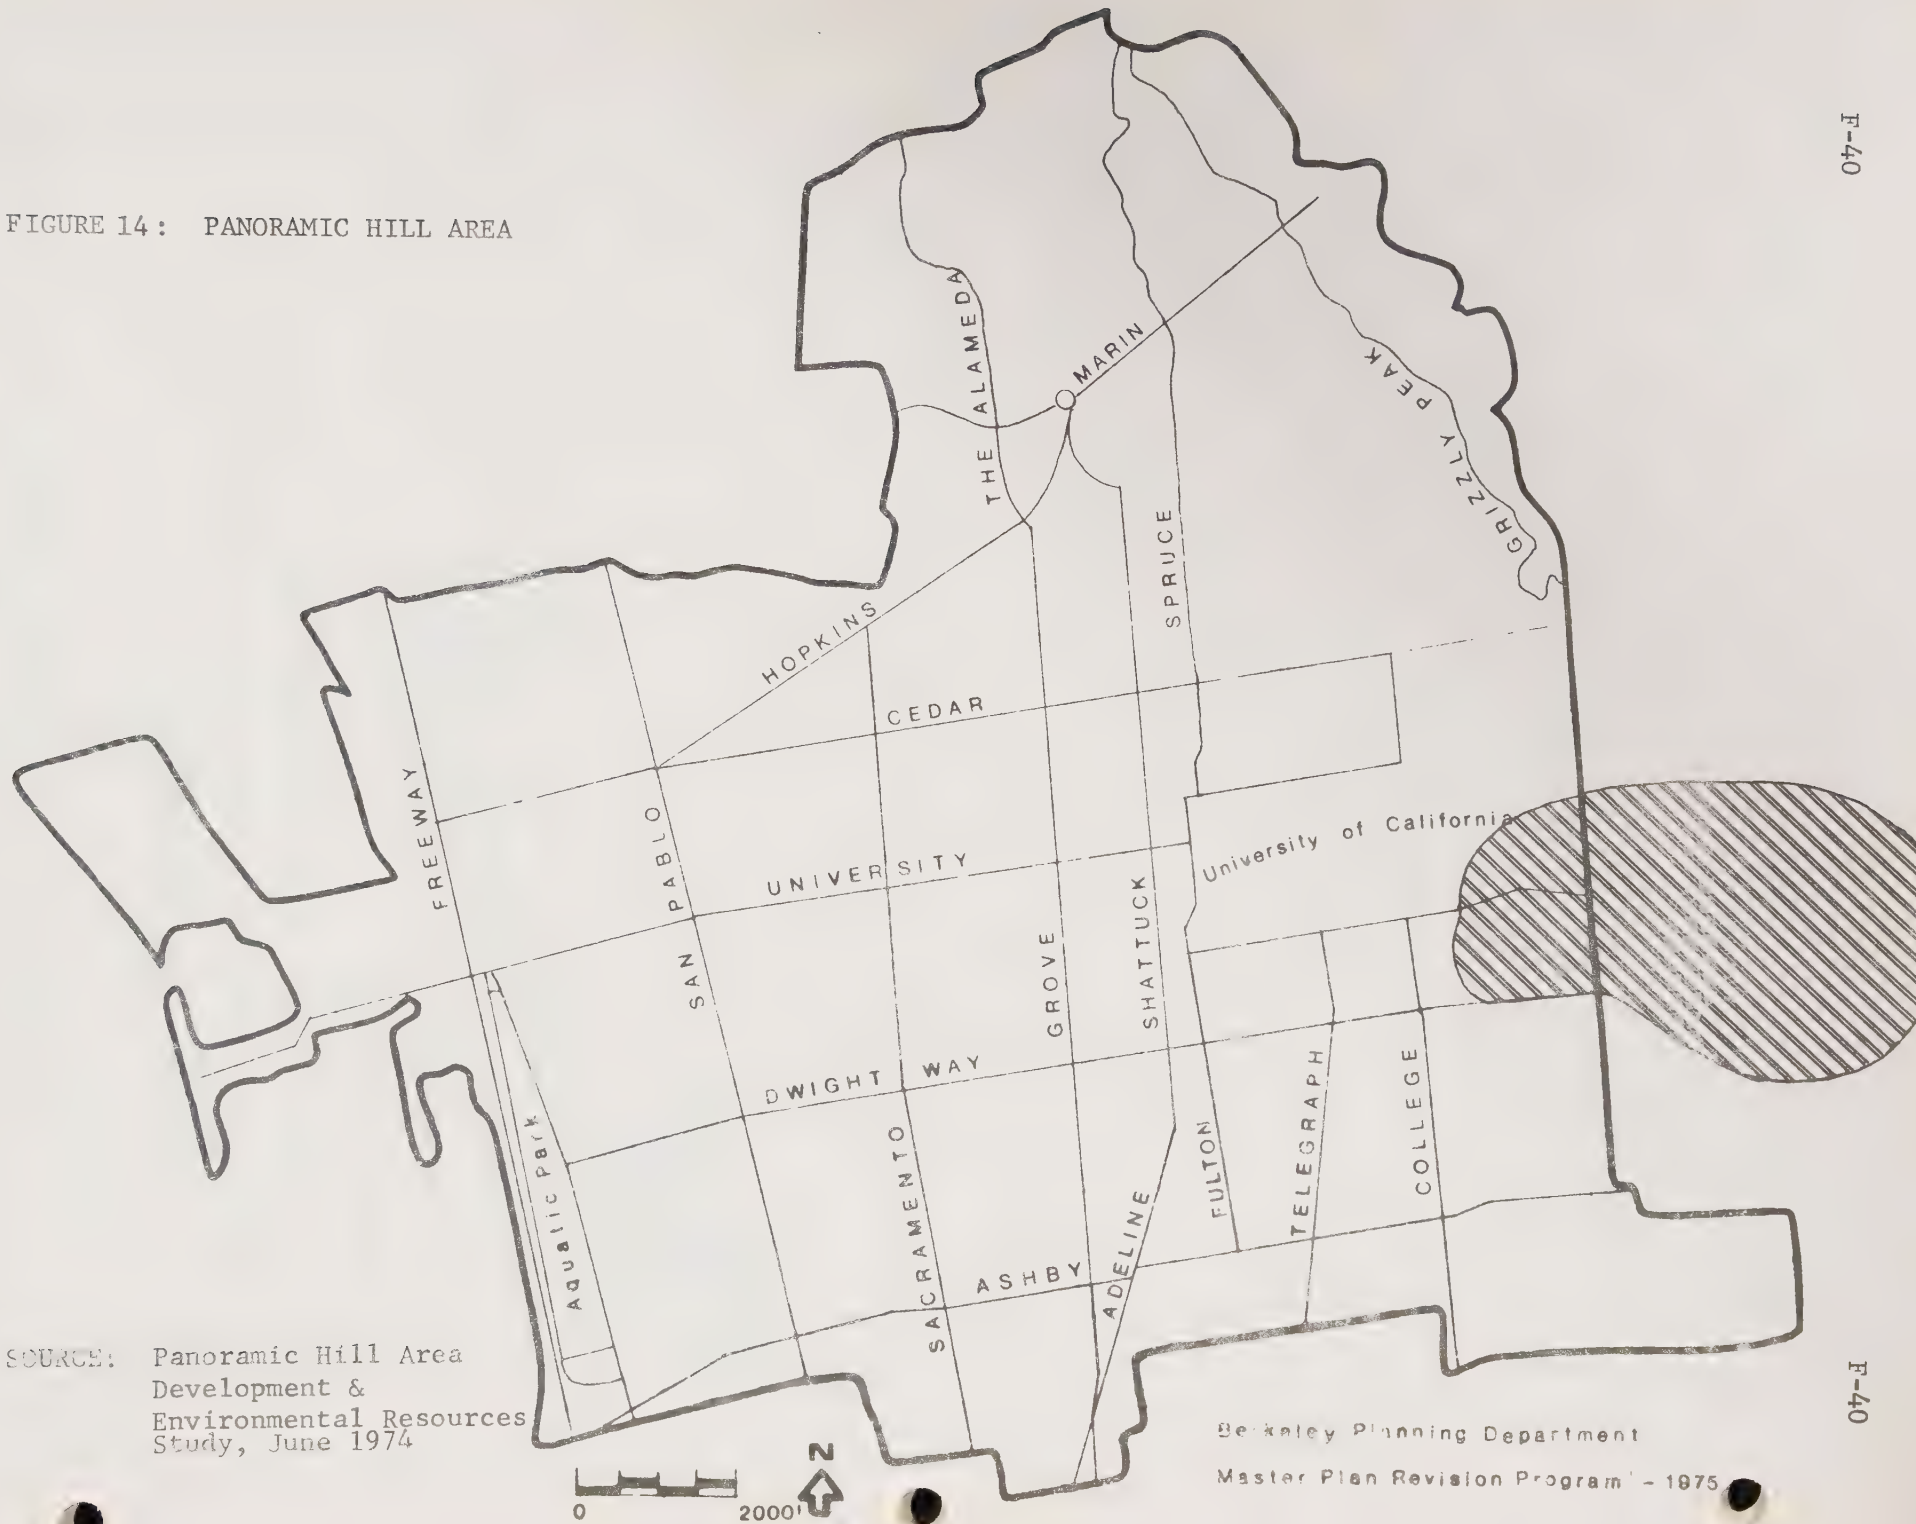 F-40
FIGURE 14: PANORAMIC HILL AREA
THE ALAMEDA
MARIN
GRIZZLY PEAK
SPRUCE
HOPKINS
CEDAR
FREEWAY
SAN PABLO
UNIVERSITY
University of California
GROVE
SHATTUCK
DWIGHT WAY
Aquatic Park
SACRAMENTO
FULTON
TELEGRAPH
COLLEGE
ADELINE
ASHBY
SOURCE: Panoramic Hill Area
Development &
Environmental Resources
Study, June 1974
F-40
Berkeley Planning Department
Master Plan Revision Program - 1975
N
0 2000'